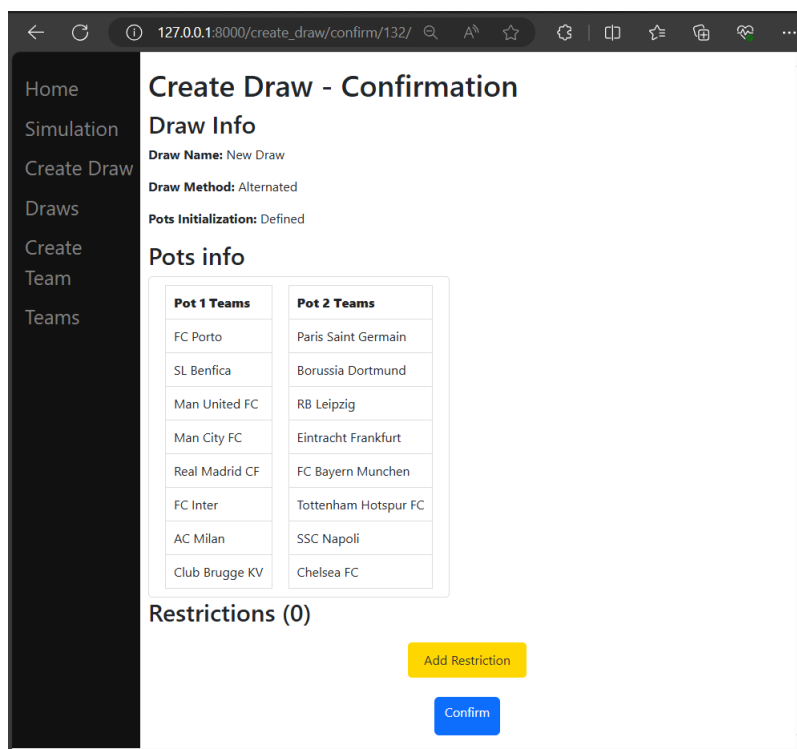 127.0.0.1:8000/create_draw/confirm/132/
Home
Simulation
Create Draw
Draws
Create
Team
Teams
Create Draw - Confirmation
Draw Info
Draw Name: New Draw
Draw Method: Alternated
Pots Initialization: Defined
Pots info
Pot 1 Teams Pot 2 Teams
FC Porto Paris Saint Germain
SL Benfica Borussia Dortmund
Man United FC RB Leipzig
Man City FC Eintracht Frankfurt
Real Madrid CF FC Bayern Munchen
FC Inter Tottenham Hotspur FC
AC Milan SSC Napoli
Club Brugge KV Chelsea FC
Restrictions (0)
Add Restriction
Confirm